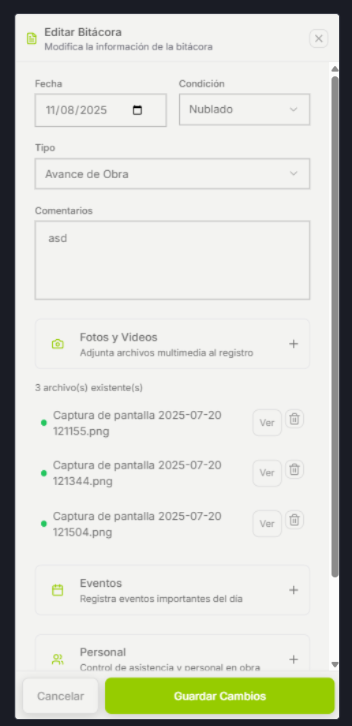 Editar Bitácora
Modifica la información de la bitácora
Fecha
Condición
11/08/2025
Nublado
Tipo
Avance de Obra
Comentarios
asd
Fotos y Videos
Adjunta archivos multimedia al registro
3 archivo(s) existente(s)
Captura de pantalla 2025-07-20
121155.png
Ver
Captura de pantalla 2025-07-20
121344.png
Ver
Captura de pantalla 2025-07-20
121504.png
Ver
Eventos
Registra eventos importantes del día
Personal
Control de asistencia y personal en obra
Cancelar
Guardar Cambios